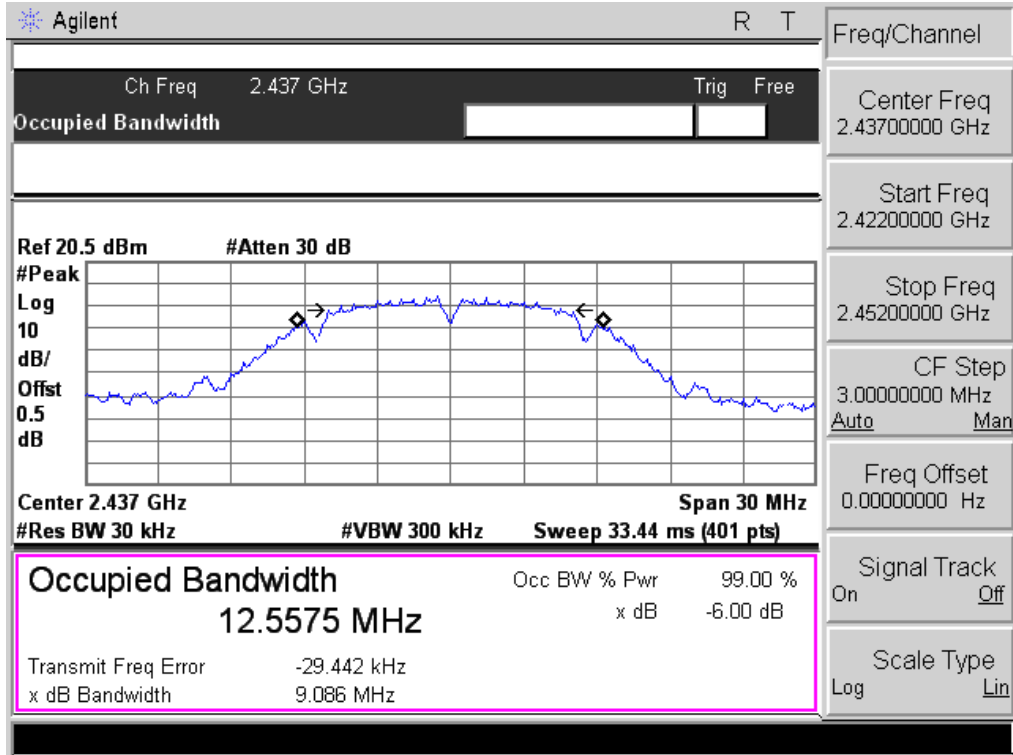 Agilent R T
Ch Freq 2.437 GHz Trig Free
Occupied Bandwidth
Ref 20.5 dBm #Atten 30 dB
#Peak
Log
10
dB/
Offst
0.5
dB
Center 2.437 GHz Span 30 MHz
#Res BW 30 kHz #VBW 300 kHz Sweep 33.44 ms (401 pts)
Occupied Bandwidth Occ BW % Pwr 99.00 %
12.5575 MHz x dB -6.00 dB
Transmit Freq Error -29.442 kHz
x dB Bandwidth 9.086 MHz
Freq/Channel
Center Freq
2.43700000 GHz
Start Freq
2.42200000 GHz
Stop Freq
2.45200000 GHz
CF Step
3.00000000 MHz
Auto Man
Freq Offset
0.00000000 Hz
Signal Track
On Off
Scale Type
Log Lin